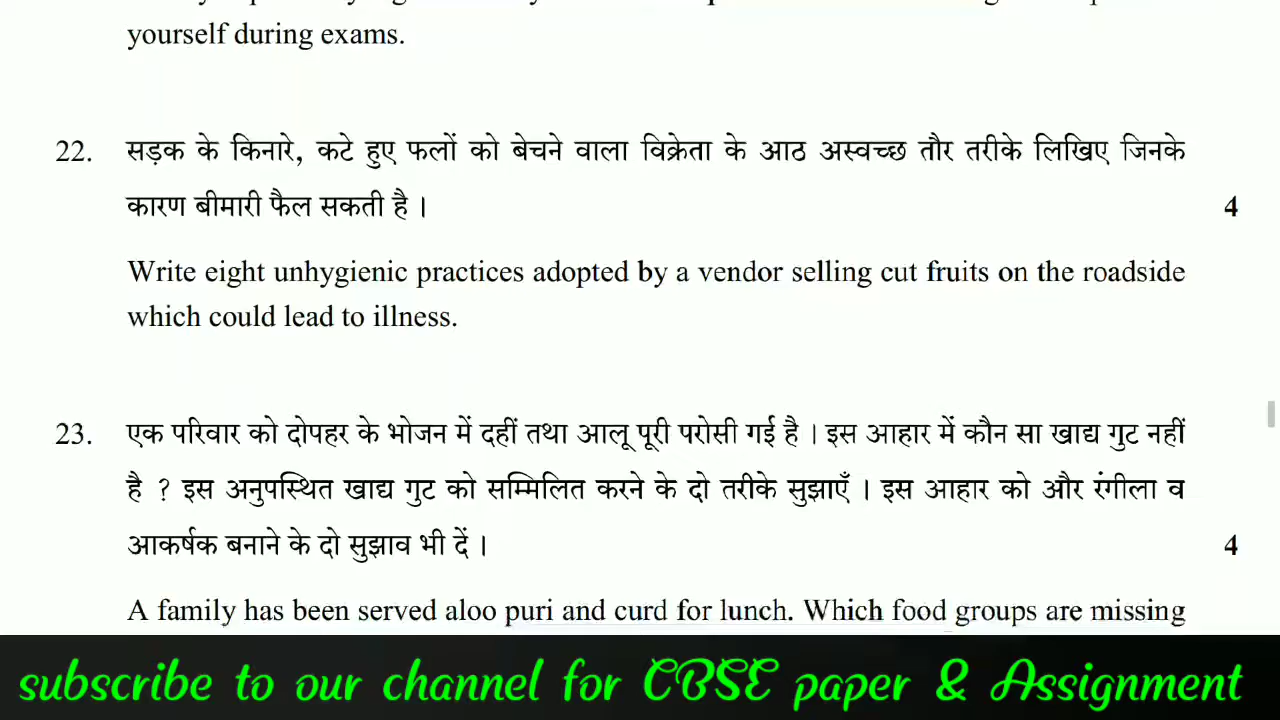 yourself during exams.
22. सड़क के किनारे, कटे हुए फलों को बेचने वाला विक्रेता के आठ अस्वच्छ तौर तरीके लिखिए जिनके
कारण बीमारी फैल सकती है । 4
Write eight unhygienic practices adopted by a vendor selling cut fruits on the roadside
which could lead to illness.
23. एक परिवार को दोपहर के भोजन में दहीं तथा आलू पूरी परोसी गई है । इस आहार में कौन सा खाद्य गुट नहीं
है ? इस अनुपस्थित खाद्य गुट को सम्मिलित करने के दो तरीके सुझाएँ । इस आहार को और रंगीला व
आकर्षक बनाने के दो सुझाव भी दें । 4
A family has been served aloo puri and curd for lunch. Which food groups are missing
subscribe to our channel for CBSE paper & Assignment